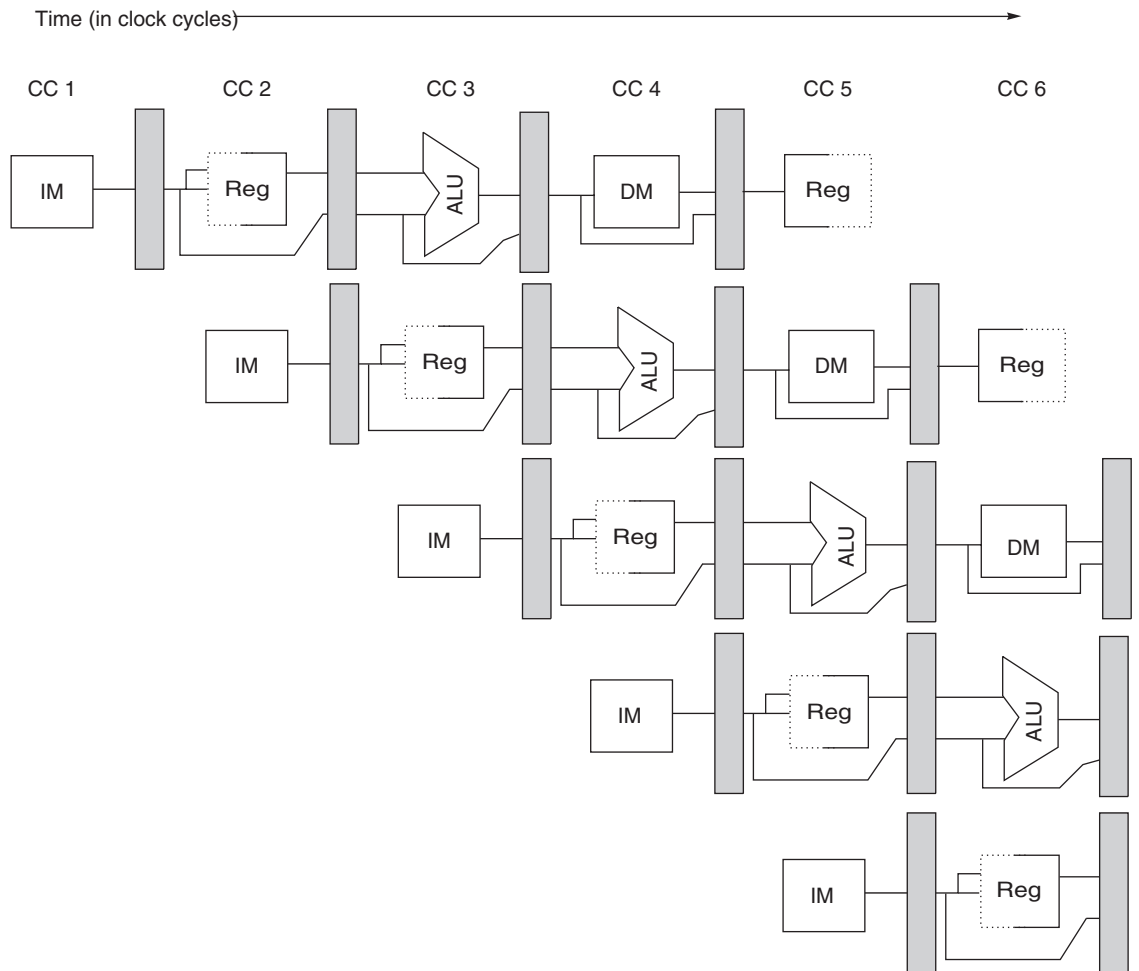 Time (in clock cycles)
CC 1 CC 2 CC 3 CC 4 CC 5 CC 6
IM Reg ALU DM Reg
IM Reg ALU DM Reg
IM Reg ALU DM
IM Reg ALU
IM Reg